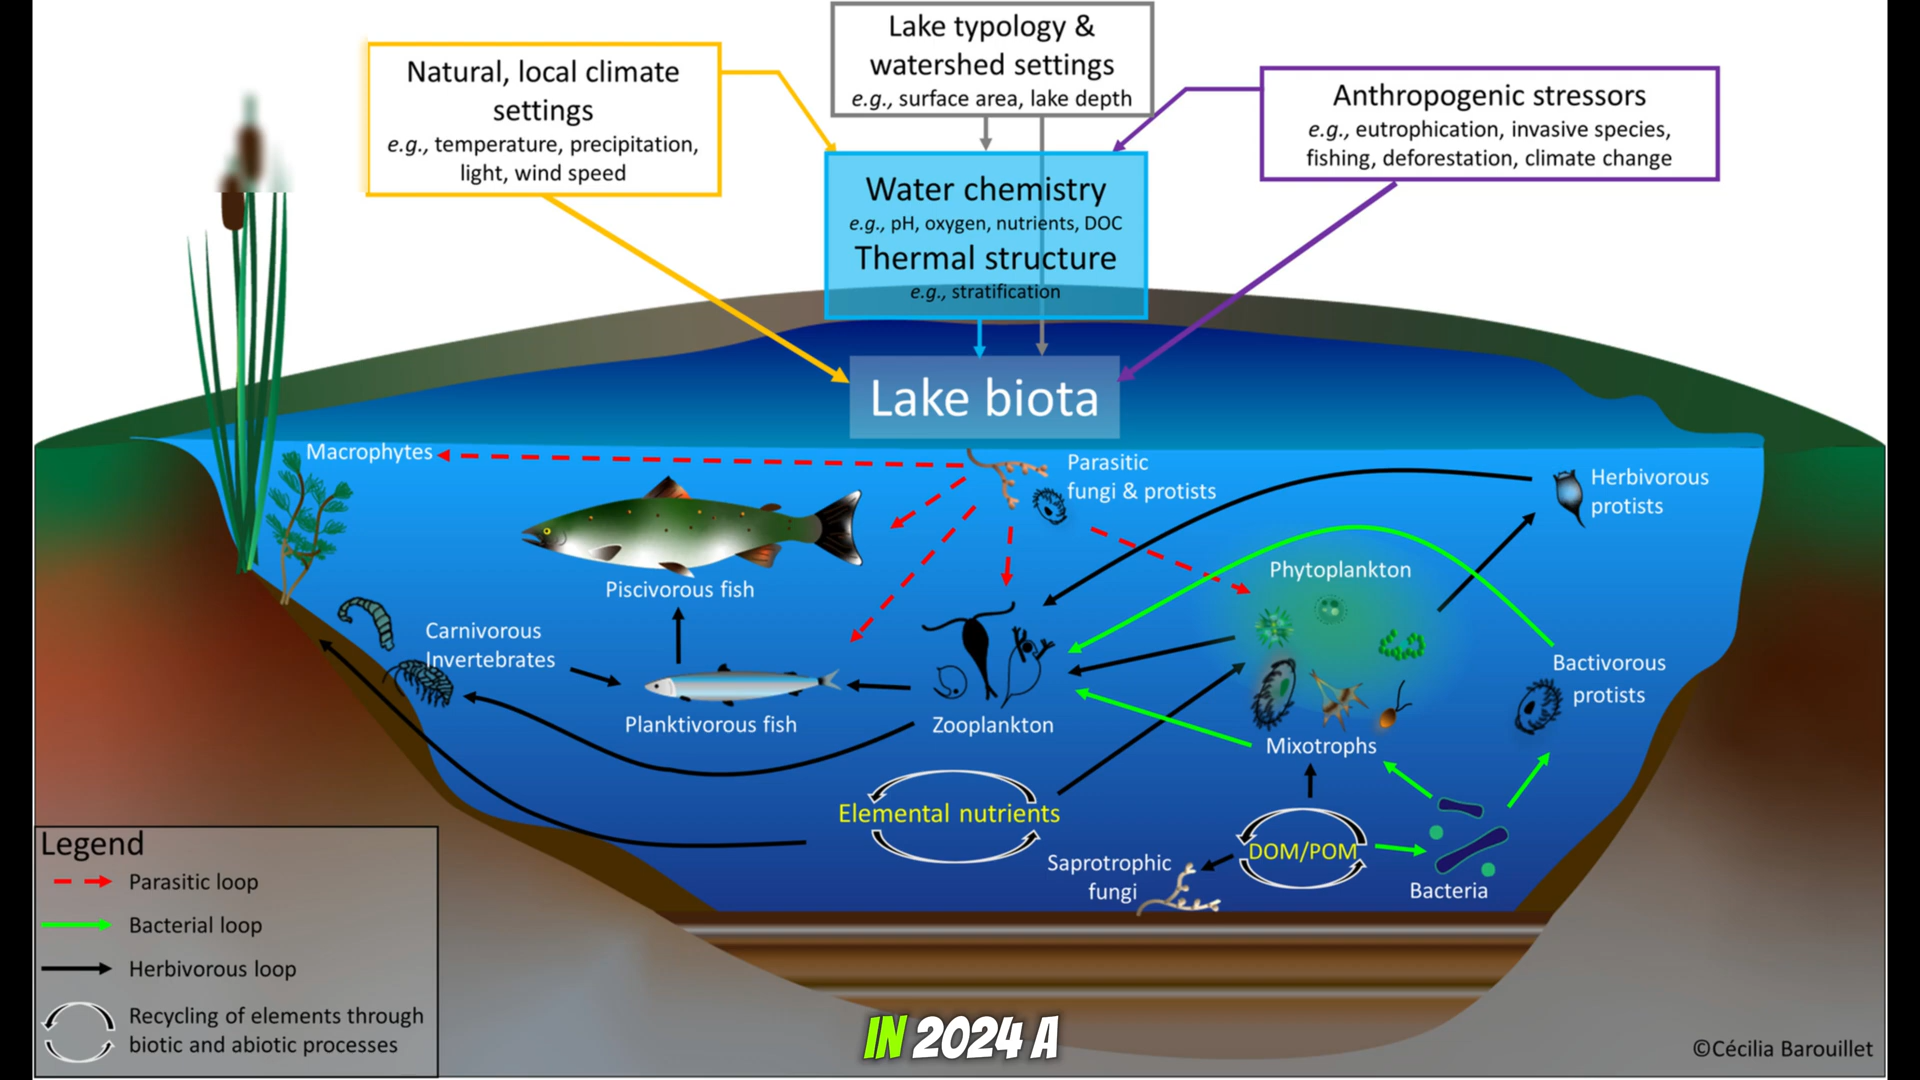 Lake typology &
watershed settings
e.g., surface area, lake depth
Natural, local climate
settings
e.g., temperature, precipitation,
light, wind speed
Anthropogenic stressors
e.g., eutrophication, invasive species,
fishing, deforestation, climate change
Water chemistry
e.g., pH, oxygen, nutrients, DOC
Thermal structure
e.g., stratification
Lake biota
Macrophytes
Parasitic
fungi & protists
Herbivorous
protists
Piscivorous fish
Phytoplankton
Carnivorous
Invertebrates
Bactivorous
protists
Planktivorous fish
Zooplankton
Mixotrophs
Elemental nutrients
DOM/POM
Saprotrophic
fungi
Bacteria
Legend
Parasitic loop
Bacterial loop
Herbivorous loop
Recycling of elements through
biotic and abiotic processes
IN 2024 A
©Cécilia Barouillet